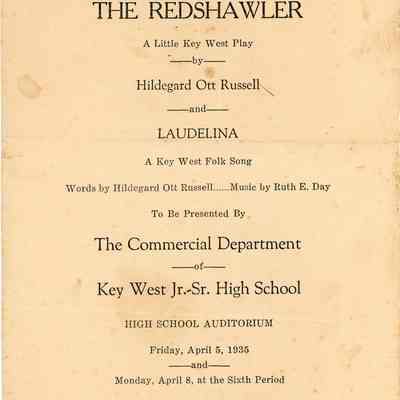 THE REDSHAWLER
A Little Key West Play
—by—
Hildegard Ott Russell
—and—
LAUDELINA
A Key West Folk Song
Words by Hildegard Ott Russell......Music by Ruth E. Day
To Be Presented By
The Commercial Department
—of—
Key West Jr.-Sr. High School
HIGH SCHOOL AUDITORIUM
Friday, April 5, 1935
—and—
Monday, April 8, at the Sixth Period